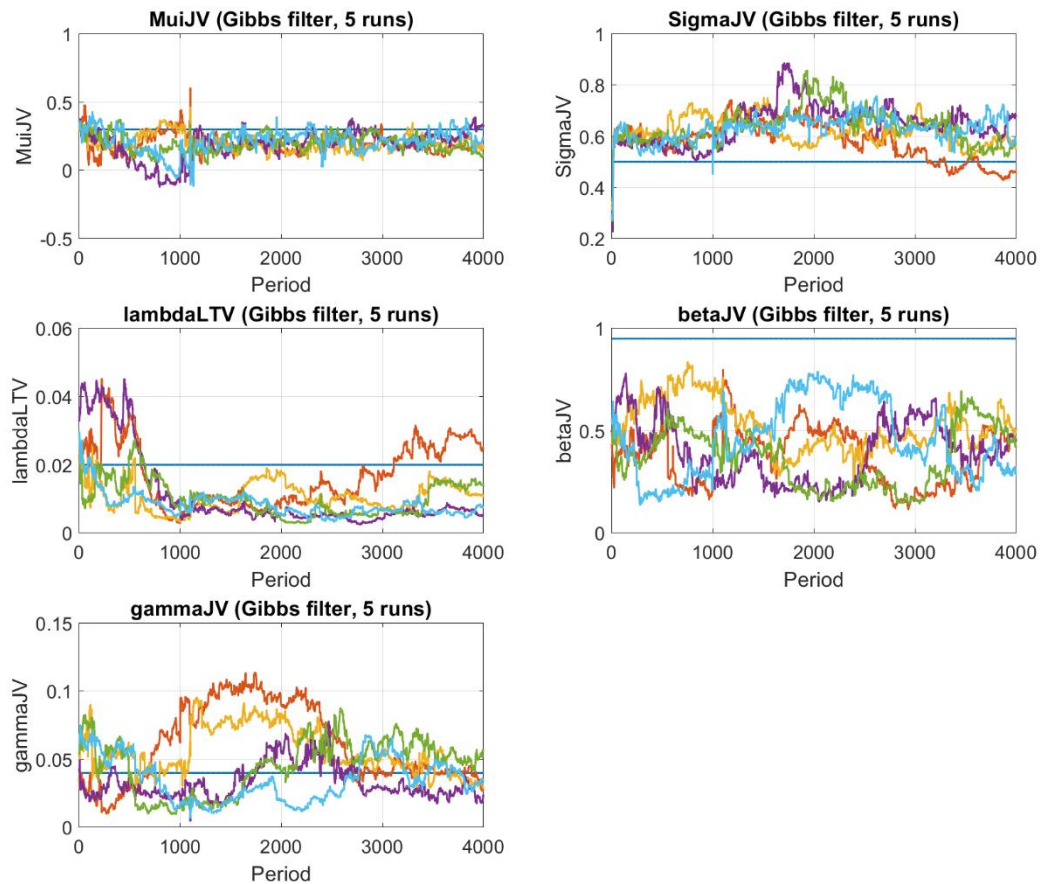 MuiJV (Gibbs filter, 5 runs)
1
0.5
0
-0.5
MuiJV
0 1000 2000 3000 4000
Period
SigmaJV (Gibbs filter, 5 runs)
1
0.8
0.6
0.4
0.2
SigmaJV
0 1000 2000 3000 4000
Period
lambdaLTV (Gibbs filter, 5 runs)
0.06
0.04
0.02
0
lambdaLTV
0 1000 2000 3000 4000
Period
betaJV (Gibbs filter, 5 runs)
1
0.5
0
betaJV
0 1000 2000 3000 4000
Period
gammaJV (Gibbs filter, 5 runs)
0.15
0.1
0.05
0
gammaJV
0 1000 2000 3000 4000
Period